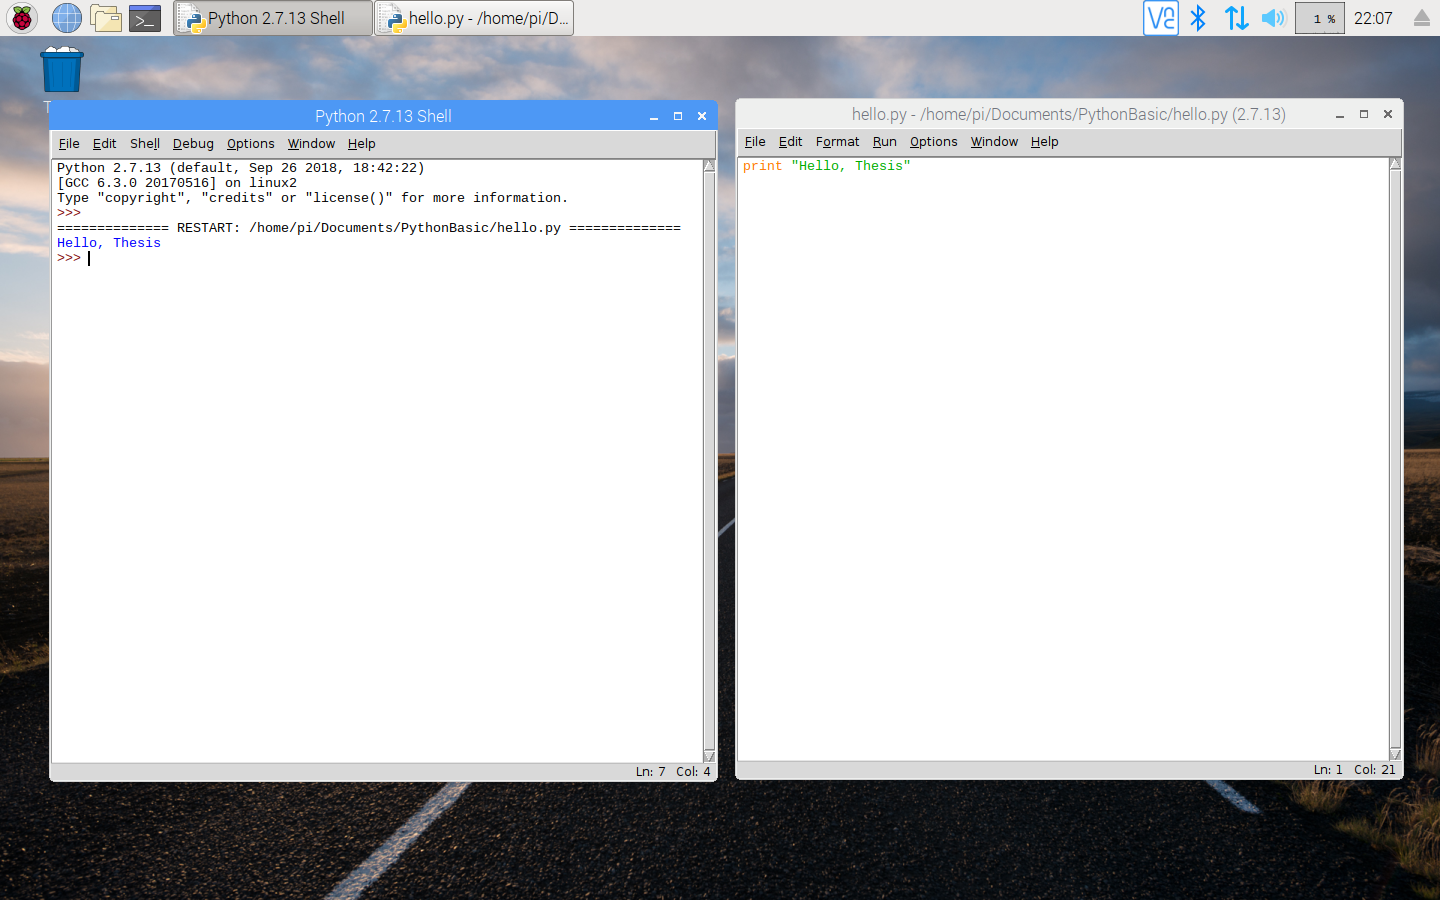 Python 2.7.13 Shell
hello.py - /home/pi/D...
1 %
22:07
T
Python 2.7.13 Shell
File Edit Shell Debug Options Window Help
Python 2.7.13 (default, Sep 26 2018, 18:42:22)
[GCC 6.3.0 20170516] on linux2
Type "copyright", "credits" or "license()" for more information.
>>>
============== RESTART: /home/pi/Documents/PythonBasic/hello.py ==============
Hello, Thesis
>>>
Ln: 7 Col: 4
hello.py - /home/pi/Documents/PythonBasic/hello.py (2.7.13)
File Edit Format Run Options Window Help
print "Hello, Thesis"
Ln: 1 Col: 21